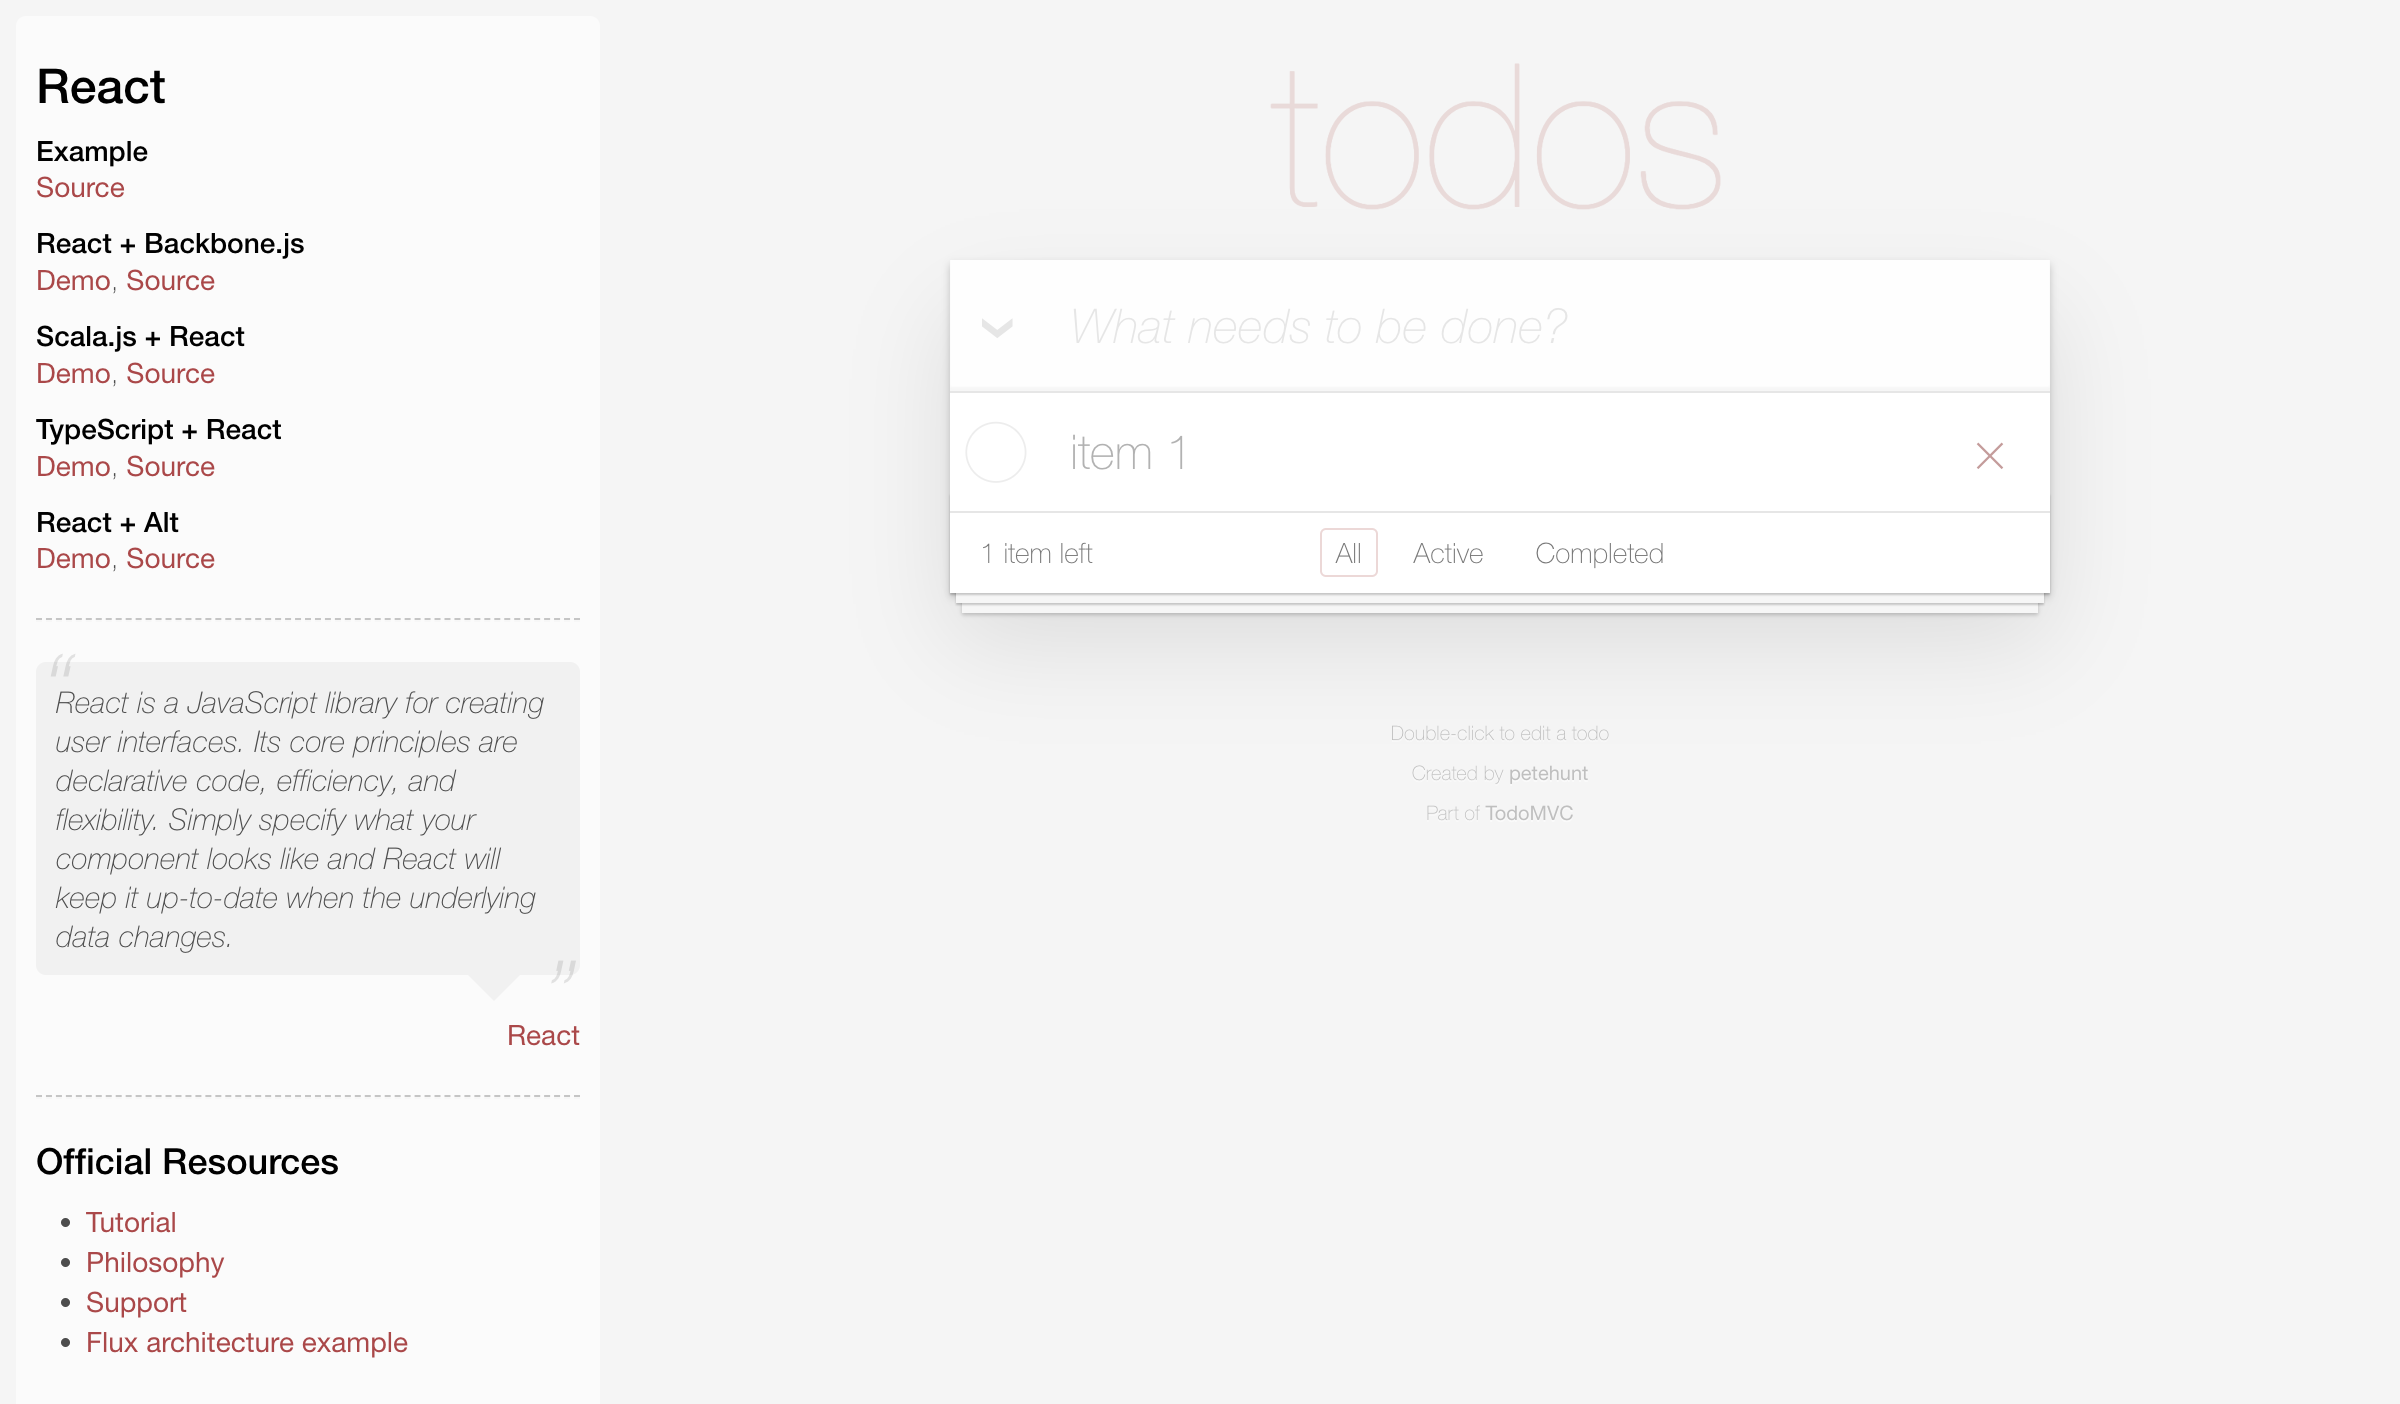 React
Example
Source
React + Backbone.js
Demo, Source
Scala.js + React
Demo, Source
TypeScript + React
Demo, Source
React + Alt
Demo, Source
“
React is a JavaScript library for creating
user interfaces. Its core principles are
declarative code, efficiency, and
flexibility. Simply specify what your
component looks like and React will
keep it up-to-date when the underlying
data changes.
”
React
Official Resources
• Tutorial
• Philosophy
• Support
• Flux architecture example
todos
What needs to be done?
item 1
1 item left All Active Completed
Double-click to edit a todo
Created by petehunt
Part of TodoMVC